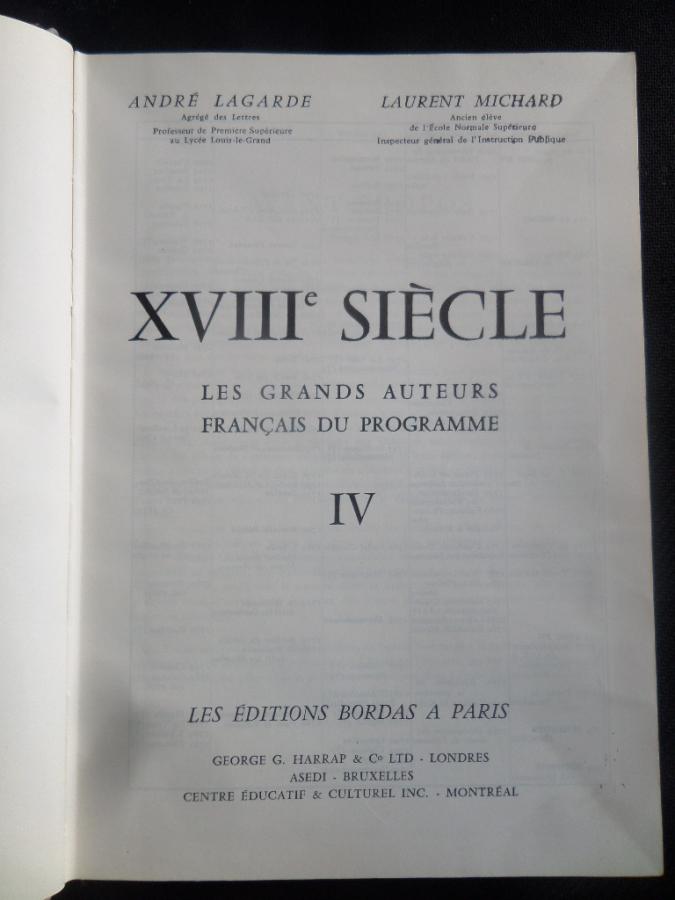 ANDRÉ LAGARDE
Agrégé des Lettres
Professeur de Première Supérieure
au Lycée Louis-le-Grand
LAURENT MICHARD
Ancien élève
de l'École Normale Supérieure
Inspecteur général de l'Instruction Publique
XVIIIe SIÈCLE
LES GRANDS AUTEURS
FRANÇAIS DU PROGRAMME
IV
LES ÉDITIONS BORDAS A PARIS
GEORGE G. HARRAP & Co LTD - LONDRES
ASEDI - BRUXELLES
CENTRE ÉDUCATIF & CULTUREL INC. - MONTRÉAL